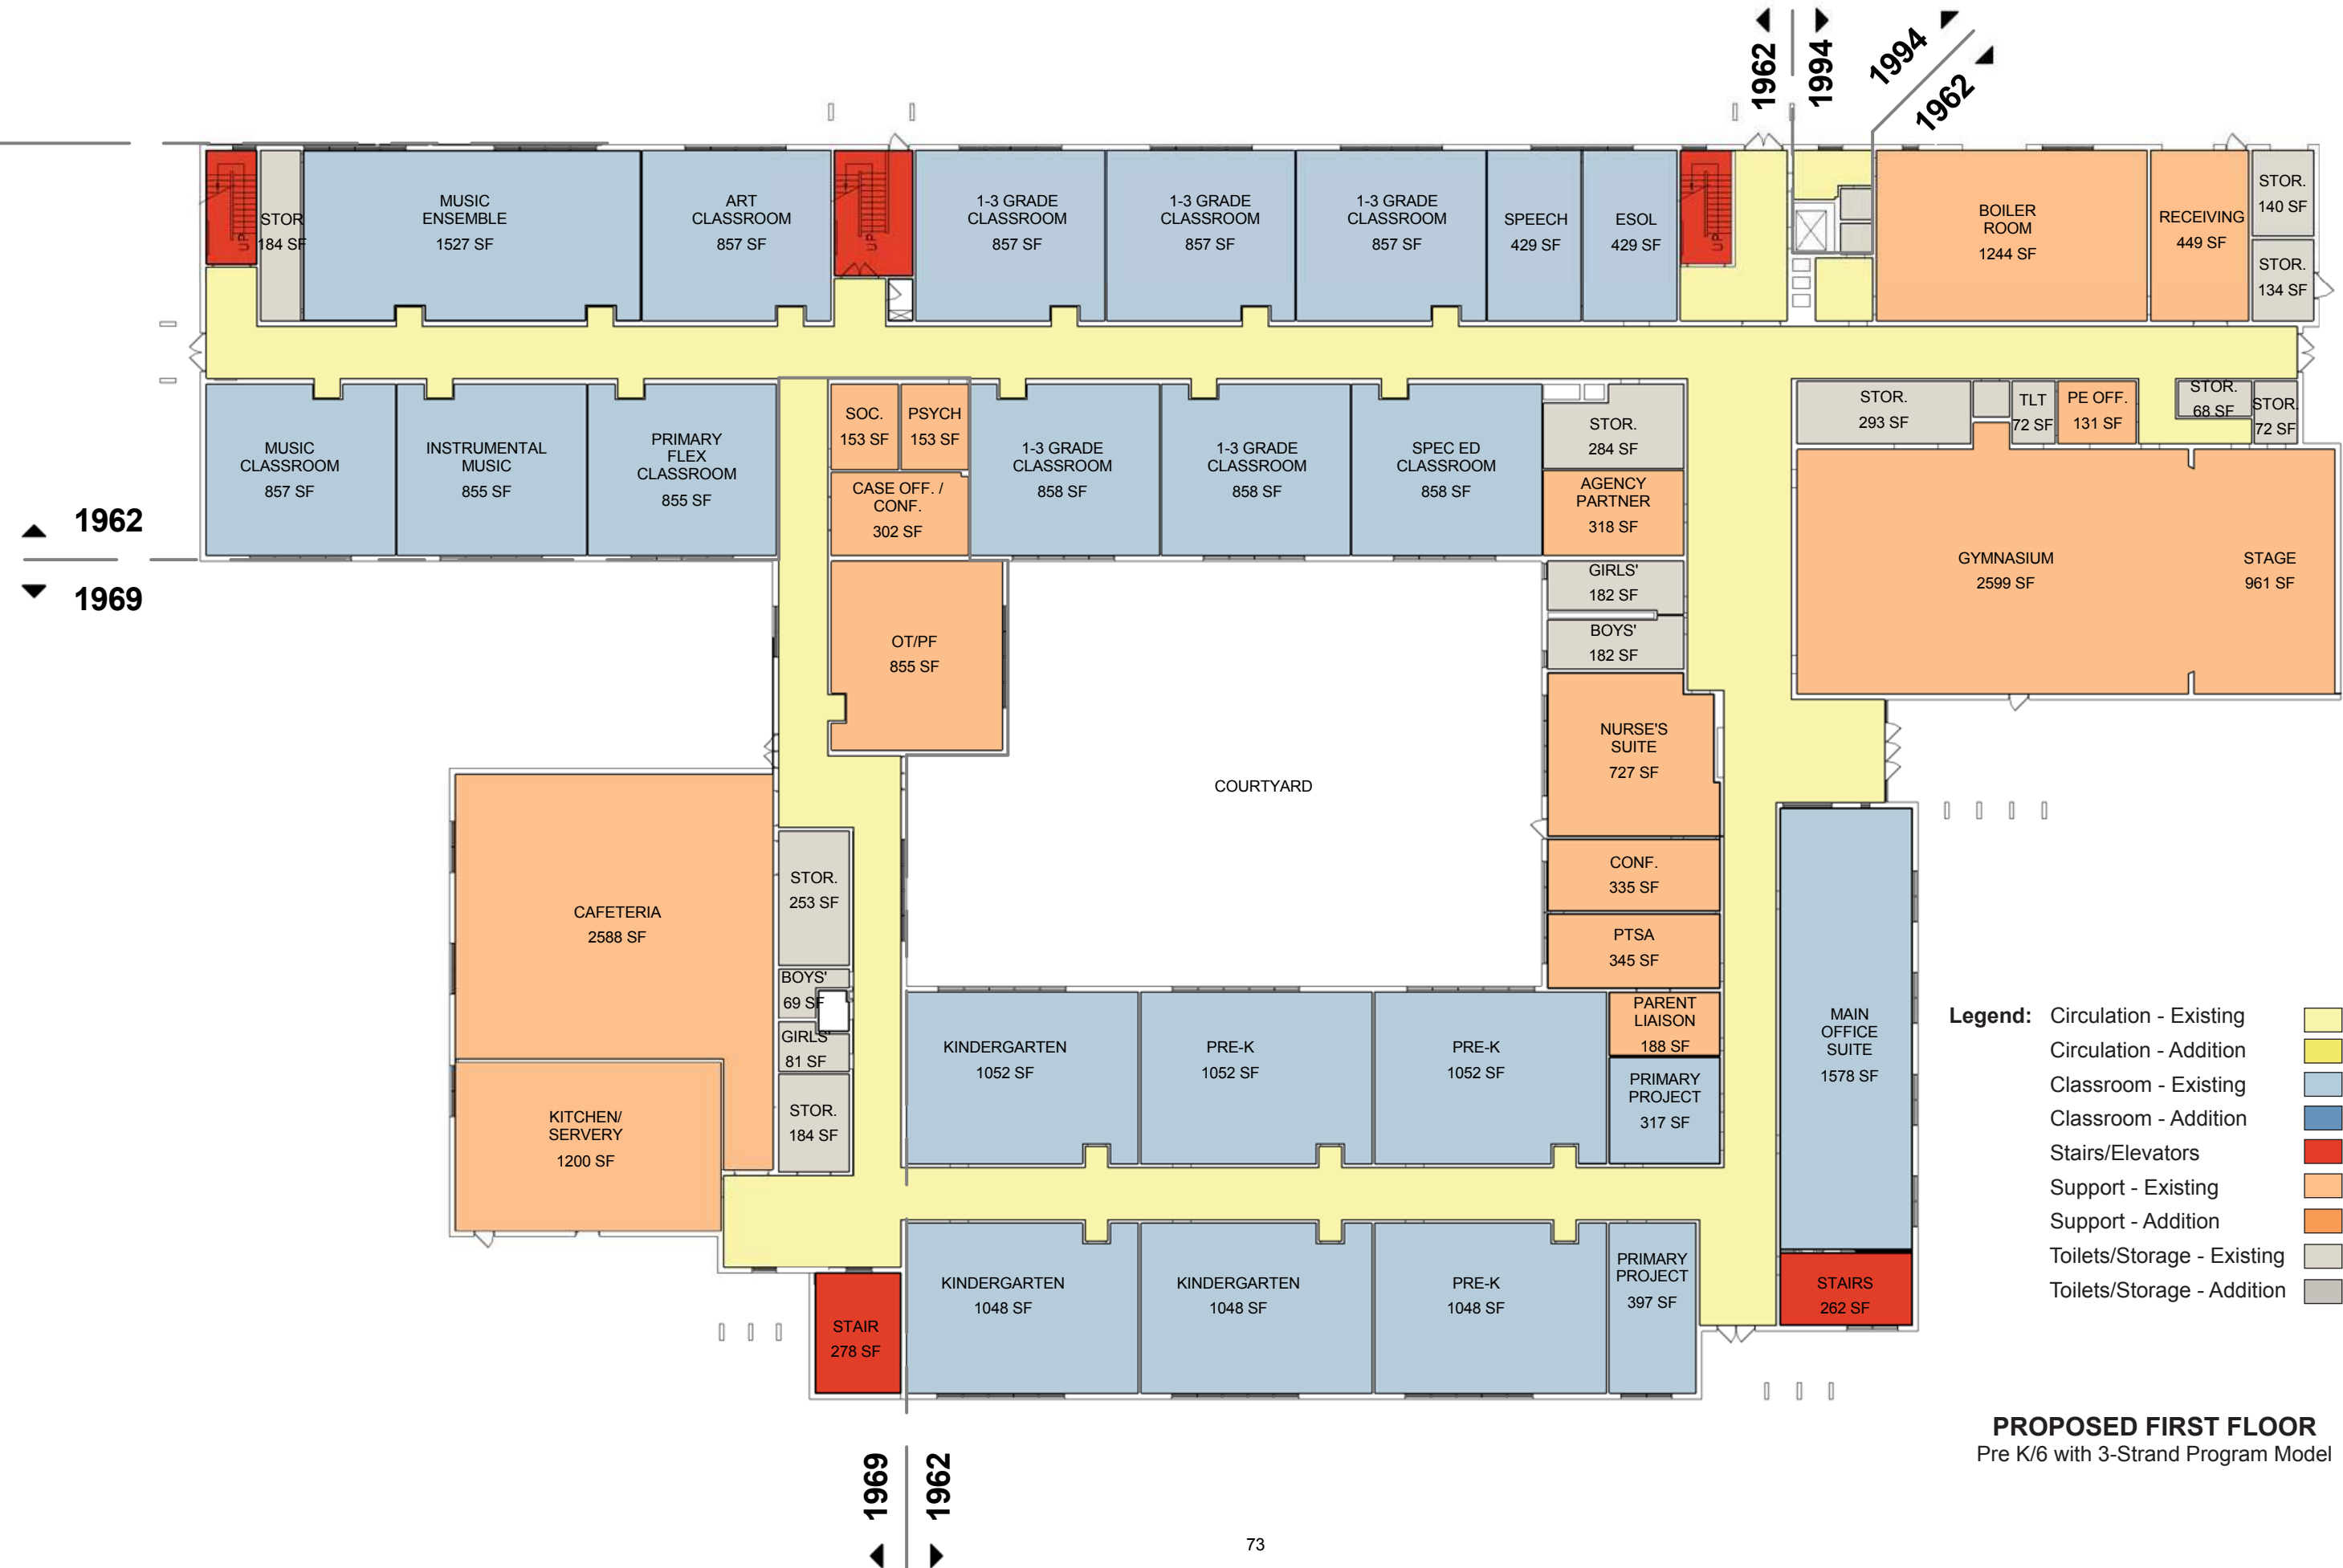 1962
1994
1994
1962
STOR
184 SF
MUSIC
ENSEMBLE
1527 SF
ART
CLASSROOM
857 SF
1-3 GRADE
CLASSROOM
857 SF
1-3 GRADE
CLASSROOM
857 SF
1-3 GRADE
CLASSROOM
857 SF
SPEECH
429 SF
ESOL
429 SF
BOILER
ROOM
1244 SF
RECEIVING
449 SF
STOR.
140 SF
STOR.
134 SF
UP
UP
UP
MUSIC
CLASSROOM
857 SF
INSTRUMENTAL
MUSIC
855 SF
PRIMARY
FLEX
CLASSROOM
855 SF
SOC.
153 SF
PSYCH
153 SF
CASE OFF. /
CONF.
302 SF
1-3 GRADE
CLASSROOM
858 SF
1-3 GRADE
CLASSROOM
858 SF
SPEC ED
CLASSROOM
858 SF
STOR.
284 SF
AGENCY
PARTNER
318 SF
STOR.
293 SF
TLT
72 SF
PE OFF.
131 SF
STOR.
68 SF
STOR.
72 SF
1962
1969
GIRLS'
182 SF
BOYS'
182 SF
GYMNASIUM
2599 SF
STAGE
961 SF
OT/PF
855 SF
NURSE'S
SUITE
727 SF
COURTYARD
CONF.
335 SF
PTSA
345 SF
CAFETERIA
2588 SF
STOR.
253 SF
BOYS'
69 SF
GIRLS'
81 SF
STOR.
184 SF
KITCHEN/
SERVERY
1200 SF
KINDERGARTEN
1052 SF
PRE-K
1052 SF
PRE-K
1052 SF
PARENT
LIAISON
188 SF
PRIMARY
PROJECT
317 SF
MAIN
OFFICE
SUITE
1578 SF
STAIR
278 SF
KINDERGARTEN
1048 SF
KINDERGARTEN
1048 SF
PRE-K
1048 SF
PRIMARY
PROJECT
397 SF
STAIRS
262 SF
Legend: Circulation - Existing
Circulation - Addition
Classroom - Existing
Classroom - Addition
Stairs/Elevators
Support - Existing
Support - Addition
Toilets/Storage - Existing
Toilets/Storage - Addition
PROPOSED FIRST FLOOR
Pre K/6 with 3-Strand Program Model
1969
1962
73